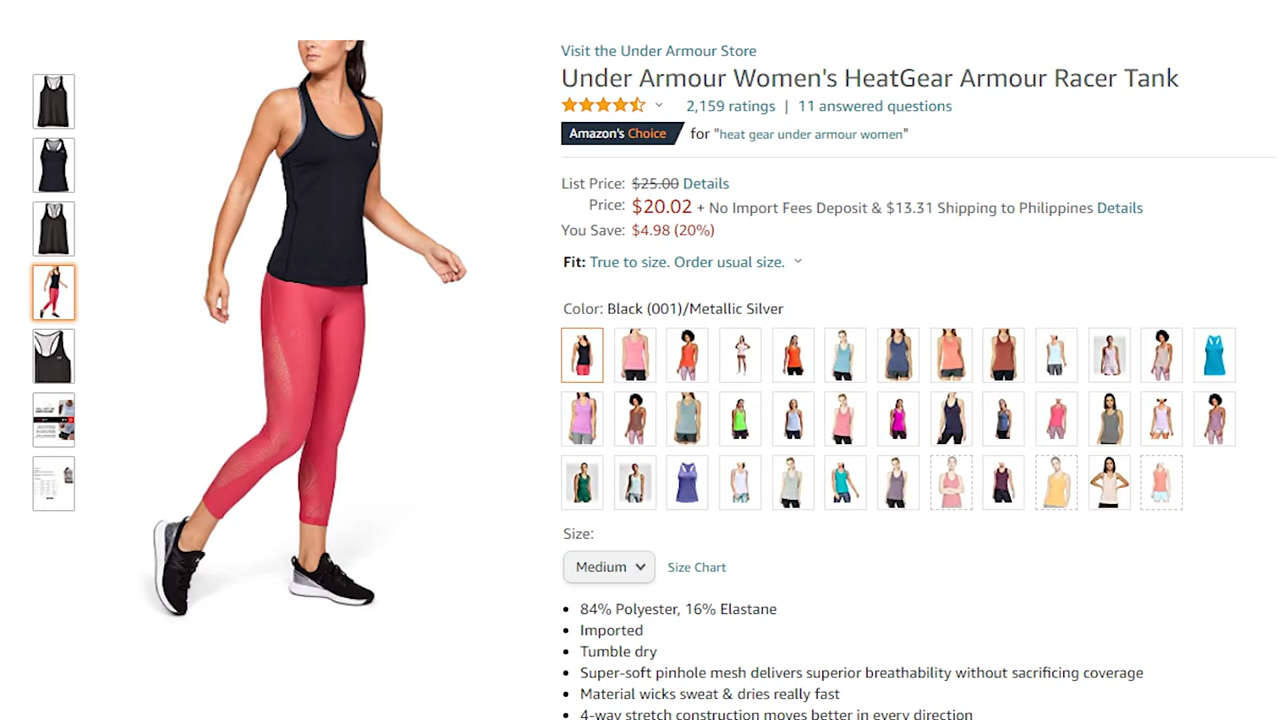 Visit the Under Armour Store
Under Armour Women's HeatGear Armour Racer Tank
2,159 ratings | 11 answered questions
Amazon's Choice for "heat gear under armour women"
List Price: $25.00 Details
Price: $20.02 + No Import Fees Deposit & $13.31 Shipping to Philippines Details
You Save: $4.98 (20%)
Fit: True to size. Order usual size.
Color: Black (001)/Metallic Silver
Size:
Medium Size Chart
• 84% Polyester, 16% Elastane
• Imported
• Tumble dry
• Super-soft pinhole mesh delivers superior breathability without sacrificing coverage
• Material wicks sweat & dries really fast
• 4-way stretch construction moves better in every direction